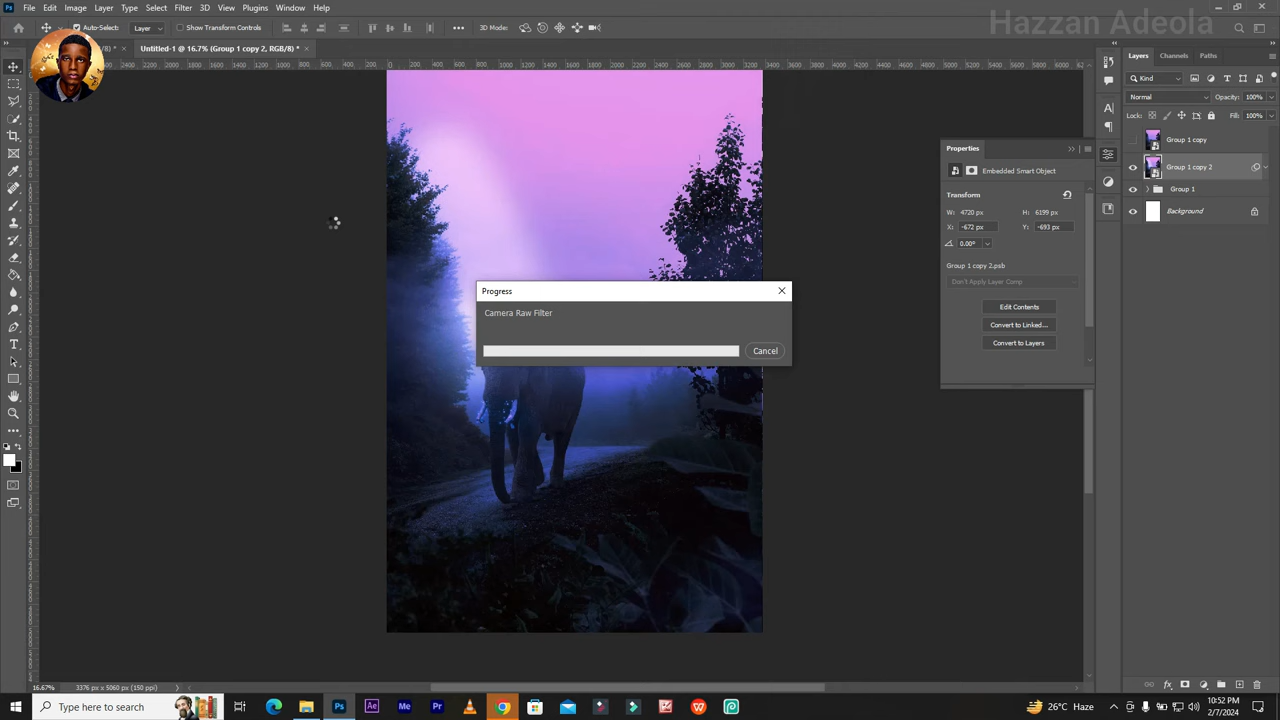 Ps File Edit Image Layer Type Select Filter 3D View Plugins Window Help
Hazzan Adeola
Auto-Select: Layer Show Transform Controls 3D Mode:
/8) * × Untitled-1 @ 16.7% (Group 1 copy 2, RGB/8) * ×
Layers Channels Paths
Kind
Normal Opacity: 100%
Lock: Fill: 100%
Group 1 copy
Group 1 copy 2
Group 1
Background
Properties
Embedded Smart Object
Transform
W: 4720 px H: 6199 px
X: -672 px Y: -693 px
0.00°
Group 1 copy 2.psb
Don't Apply Layer Comp
Edit Contents
Convert to Linked...
Convert to Layers
Progress
Camera Raw Filter
Cancel
16.67% 3376 px x 5060 px (150 ppi)
Type here to search
26°C Haze
10:52 PM
2/7/2024